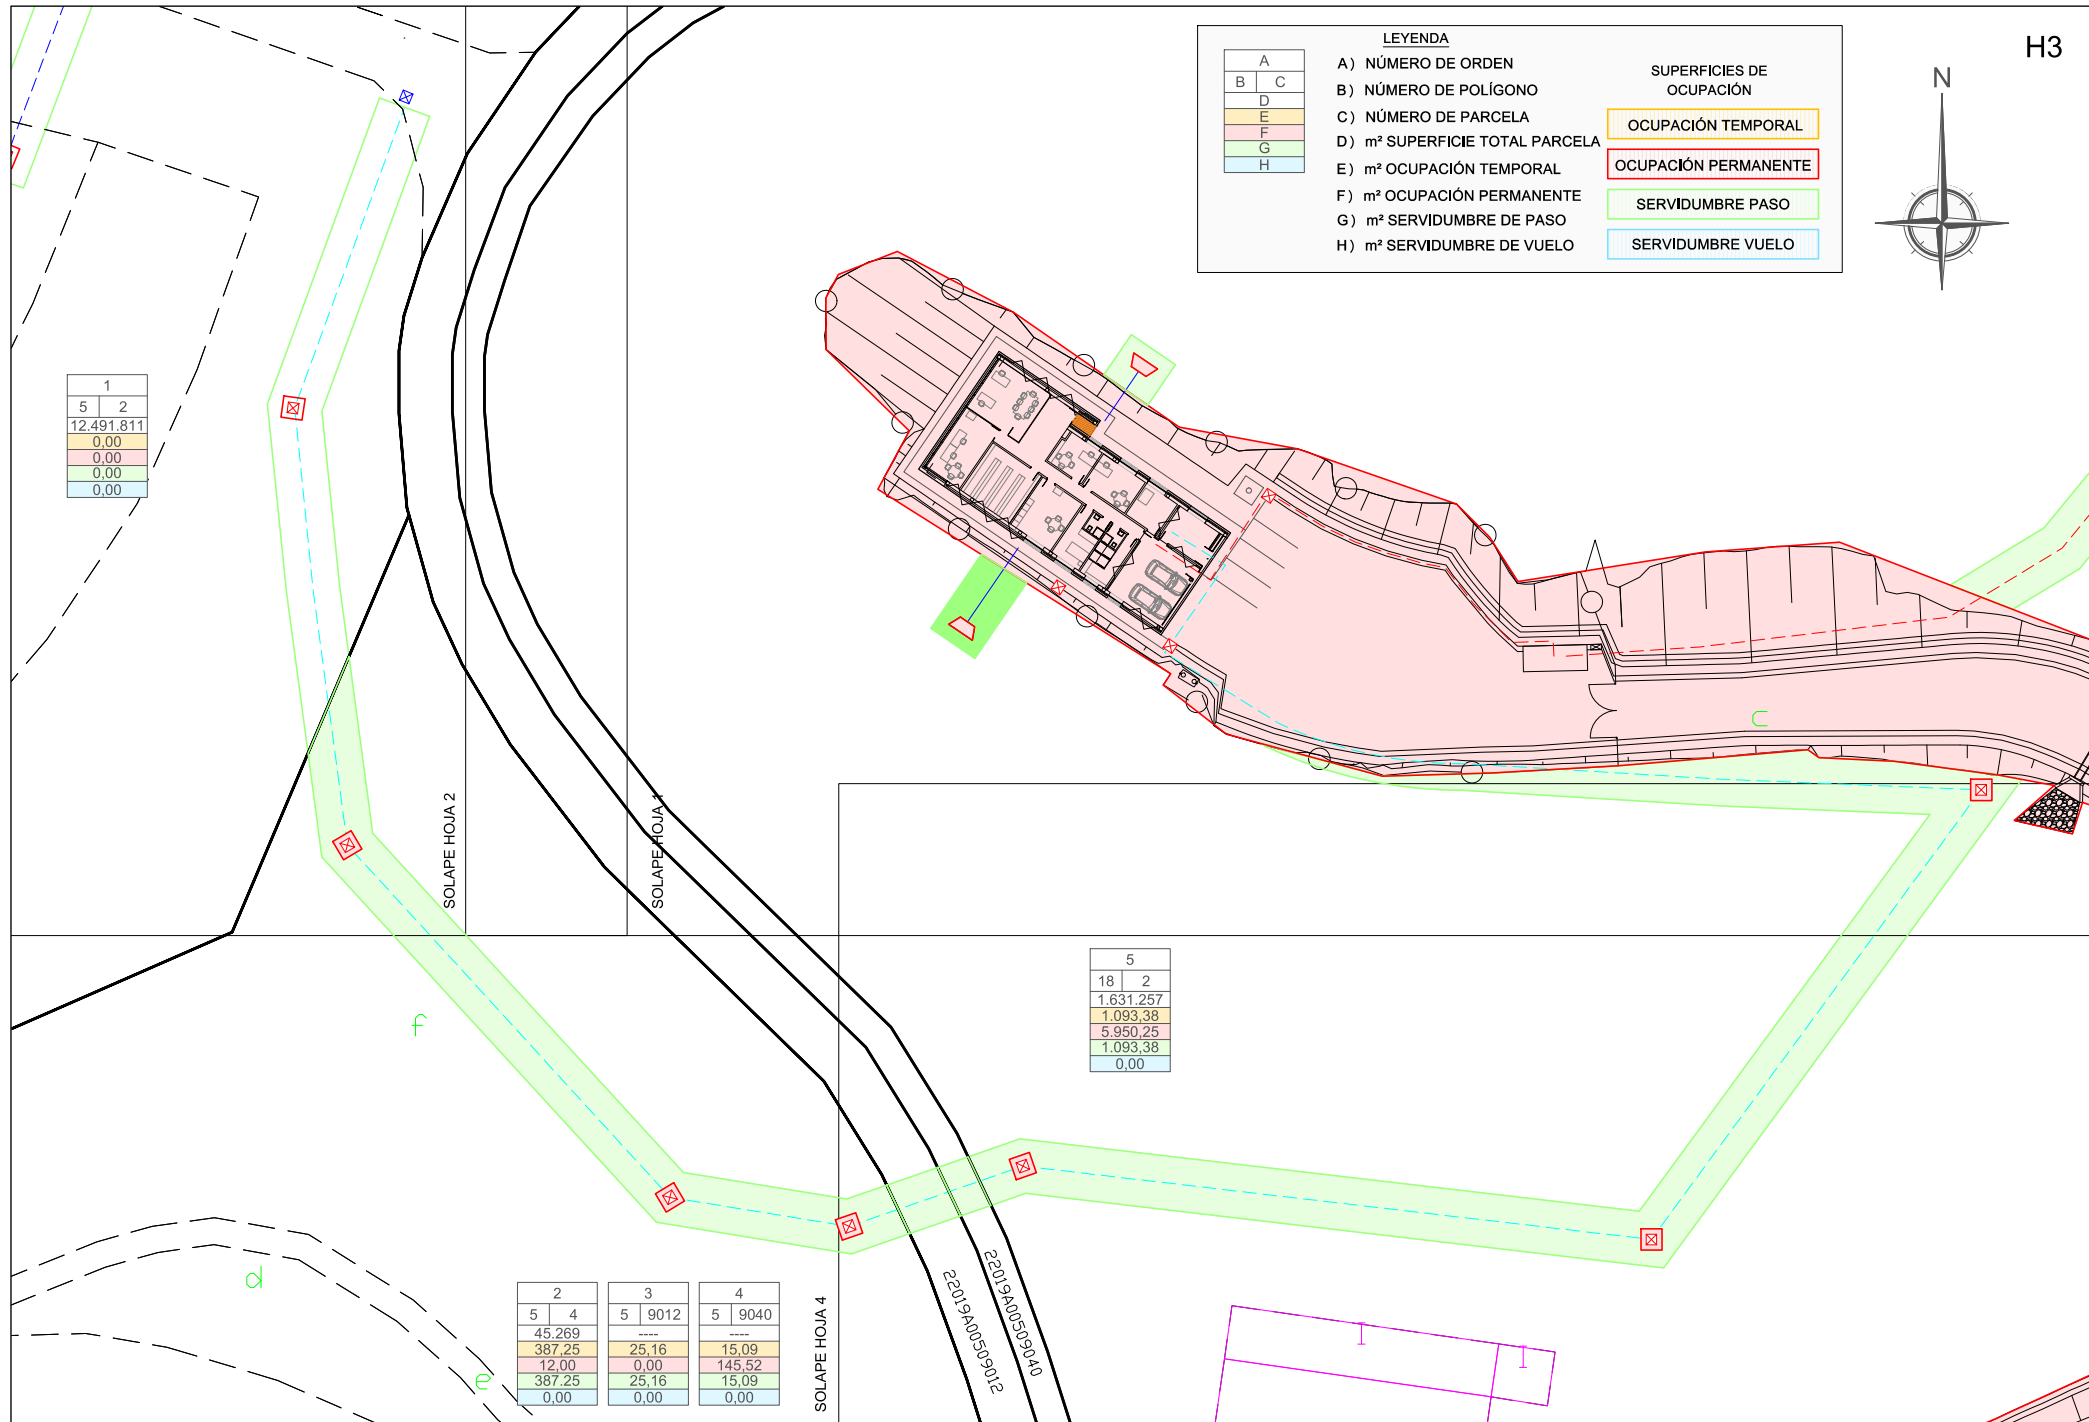 H3
LEYENDA
A
B C
D
E
F
G
H
A) NÚMERO DE ORDEN
B) NÚMERO DE POLÍGONO
C) NÚMERO DE PARCELA
D) m² SUPERFICIE TOTAL PARCELA
E) m² OCUPACIÓN TEMPORAL
F) m² OCUPACIÓN PERMANENTE
G) m² SERVIDUMBRE DE PASO
H) m² SERVIDUMBRE DE VUELO
SUPERFICIES DE
OCUPACIÓN
OCUPACIÓN TEMPORAL
OCUPACIÓN PERMANENTE
SERVIDUMBRE PASO
SERVIDUMBRE VUELO
N
1
5 2
12.491.811
0,00
0,00
0,00
0,00
c
SOLAPE HOJA 2
SOLAPE HOJA 1
f
5
18 2
1.631.257
1.093,38
5.950,25
1.093,38
0,00
d
e
2
5 4
45.269
387,25
12,00
387.25
0,00
3
5 9012
----
25,16
0,00
25,16
0,00
4
5 9040
----
15,09
145,52
15,09
0,00
SOLAPE HOJA 4
22019A00509012
22019A00509040
I
I